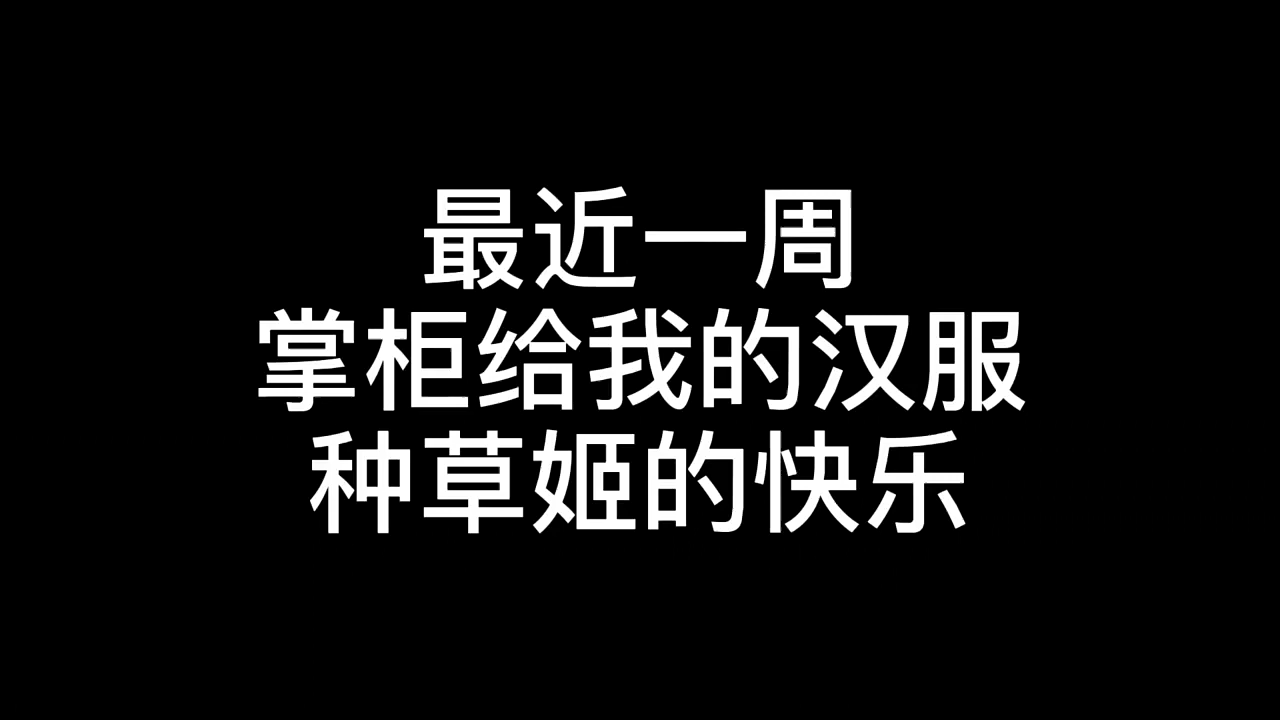 最近一周
掌柜给我的汉服
种草姬的快乐